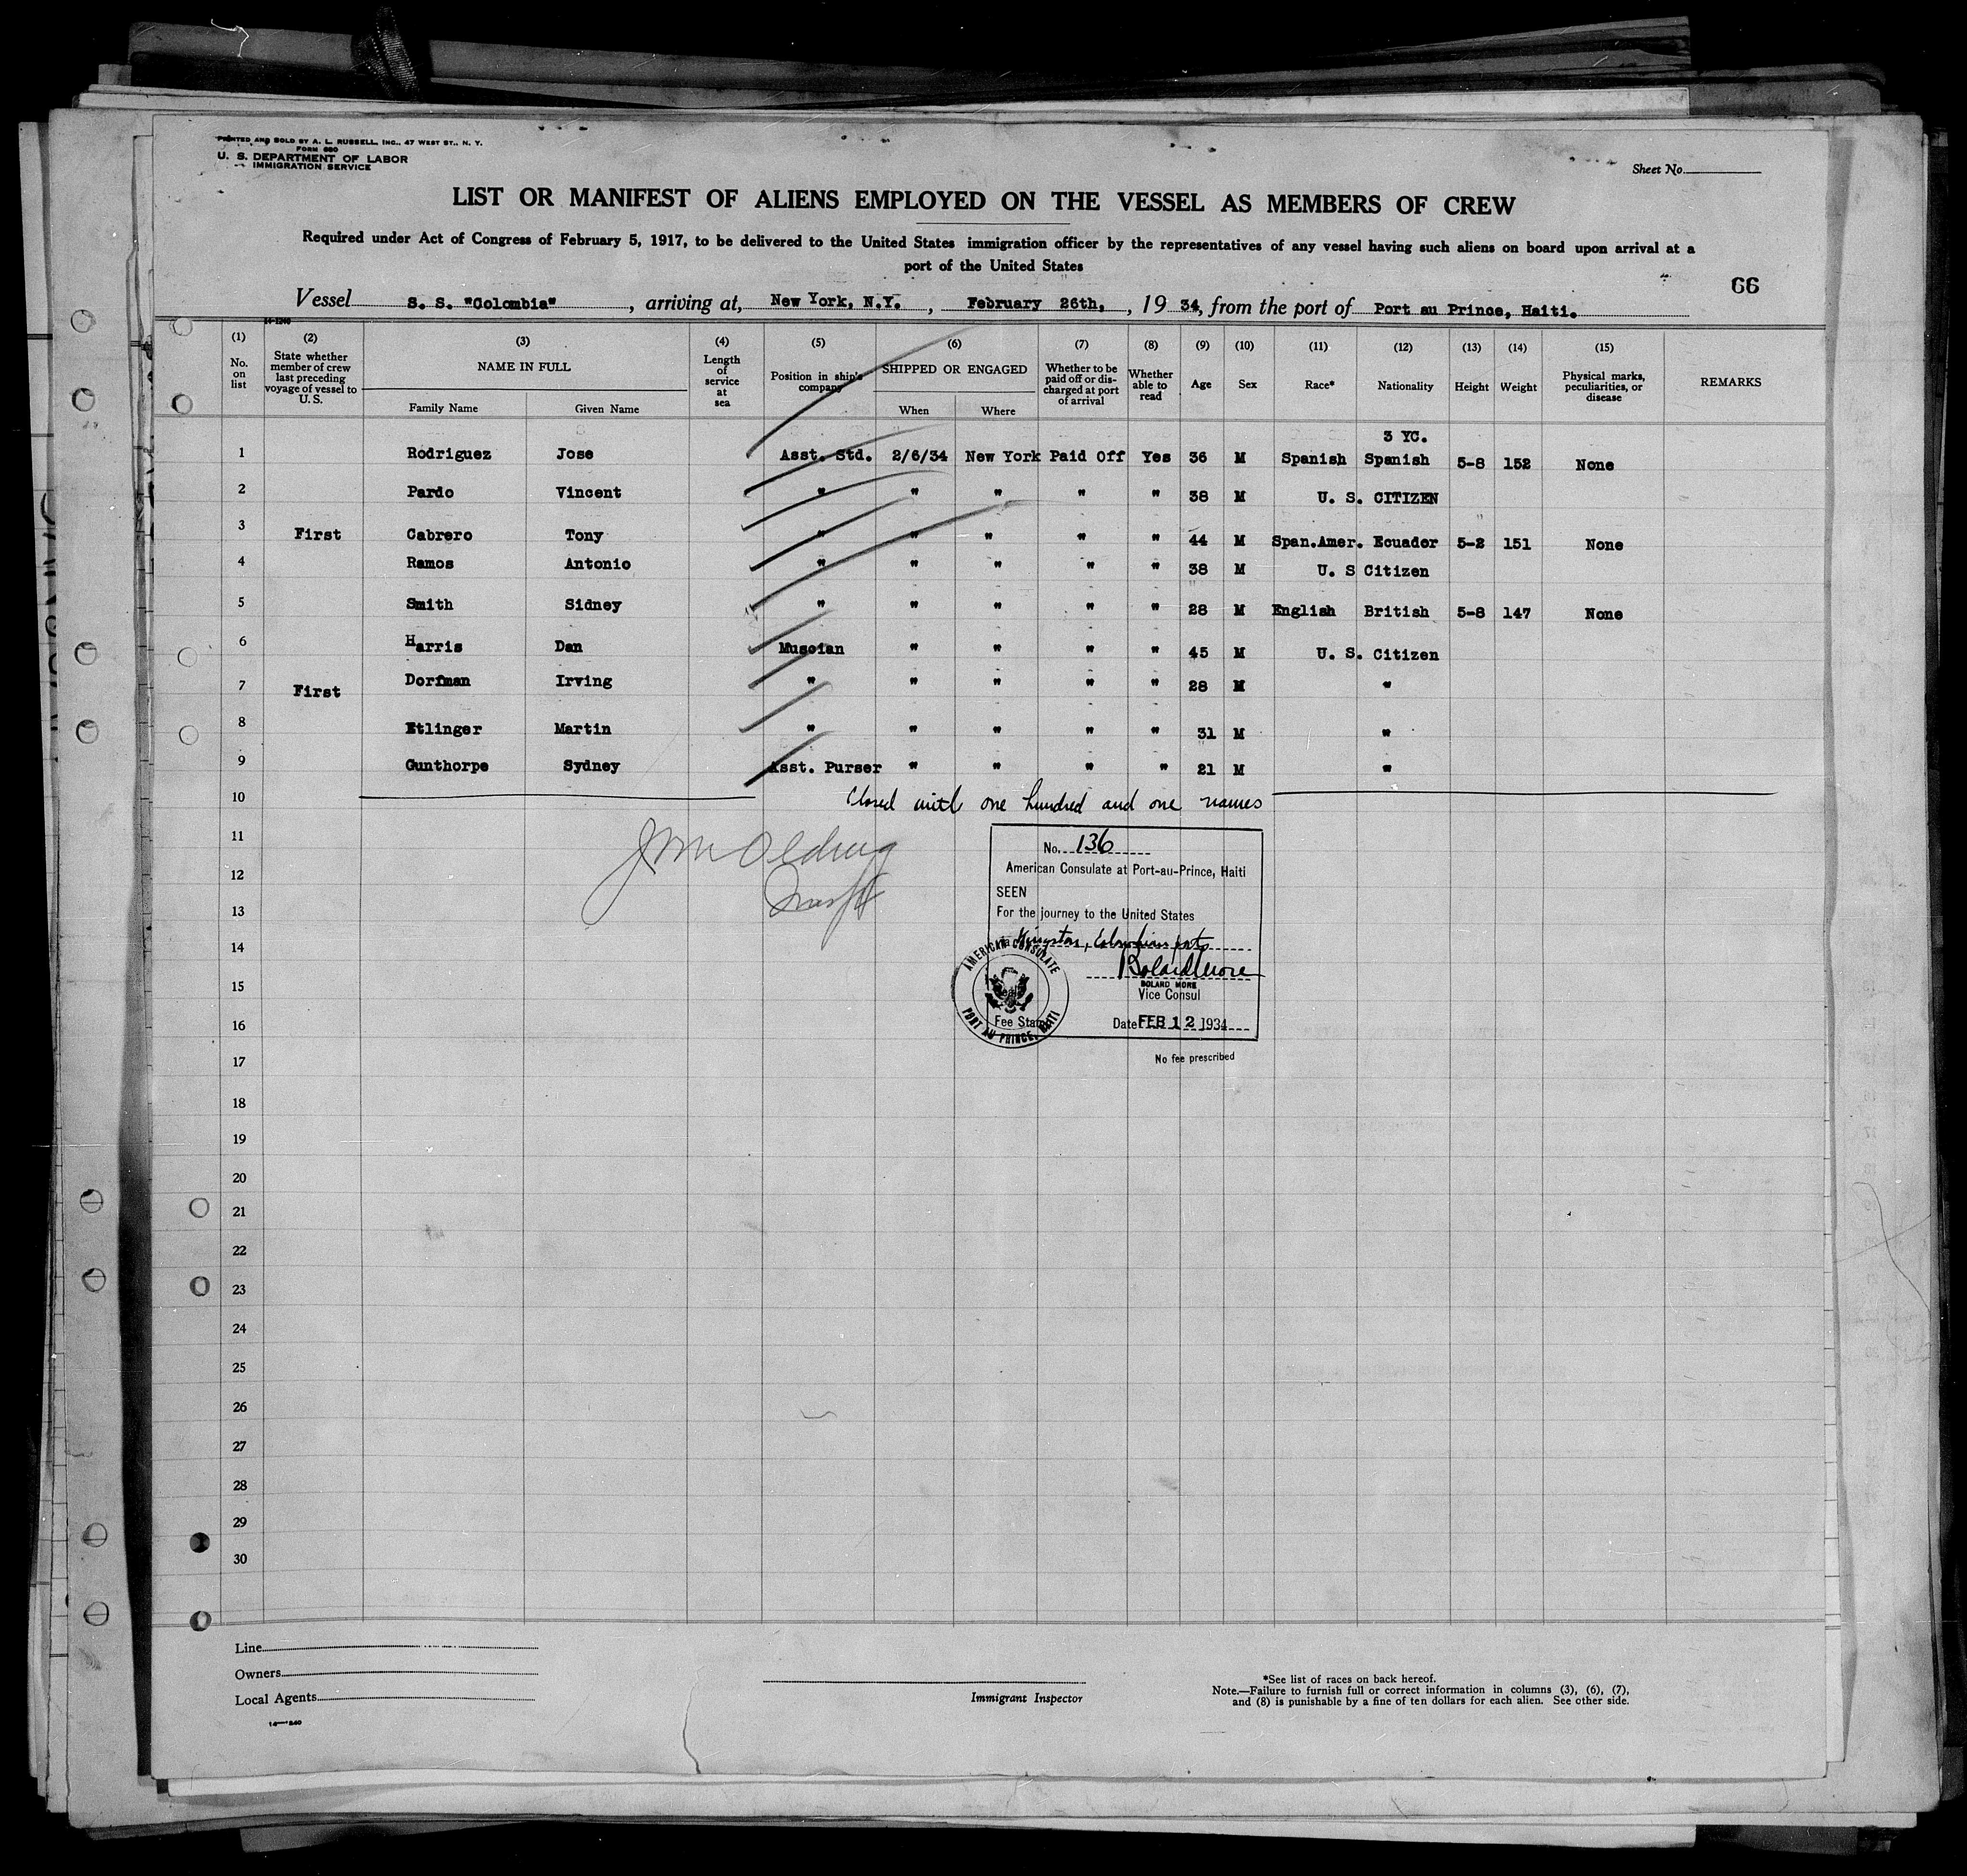 PRINTED AND SOLD BY A. L. RUSSELL, INC., 47 WEST ST., N. Y.
FORM 680
U. S. DEPARTMENT OF LABOR
IMMIGRATION SERVICE
Sheet No.
LIST OR MANIFEST OF ALIENS EMPLOYED ON THE VESSEL AS MEMBERS OF CREW
Required under Act of Congress of February 5, 1917, to be delivered to the United States immigration officer by the representatives of any vessel having such aliens on board upon arrival at a
port of the United States
66
Vessel S. S. "Colombia", arriving at, New York, N.Y., February 26th, 1934, from the port of Port au Prince, Haiti.
(1) No. on list
(2) State whether member of crew last preceding voyage of vessel to U. S.
(3) NAME IN FULL Family Name Given Name
(4) Length of service at sea
(5) Position in ship's company
(6) SHIPPED OR ENGAGED When Where
(7) Whether to be paid off or discharged at port of arrival
(8) Whether able to read
(9) Age
(10) Sex
(11) Race*
(12) Nationality
(13) Height
(14) Weight
(15) Physical marks, peculiarities, or disease
REMARKS
3 YC.
1 Rodriguez Jose Asst. Std. 2/6/34 New York Paid Off Yes 36 M Spanish Spanish 5-8 152 None
2 Pardo Vincent " " " " " 38 M U. S. CITIZEN
3 First Cabrero Tony " " " " " 44 M Span.Amer. Ecuador 5-2 151 None
4 Ramos Antonio " " " " " 38 M U. S Citizen
5 Smith Sidney " " " " " 28 M English British 5-8 147 None
6 Harris Dan Muscian " " " " 45 M U. S. Citizen
7 First Dorfman Irving " " " " " 28 M "
8 Etlinger Martin " " " " " 31 M "
9 Gunthorpe Sydney Asst. Purser " " " " 21 M "
10 Closed with one hundred and one names
11
12
13
14
15
16
17
18
19
20
21
22
23
24
25
26
27
28
29
30
No. 136
American Consulate at Port-au-Prince, Haiti
SEEN
For the journey to the United States
Kingston, Colombian ports
BOLARD MORE
Vice Consul
Fee Stamp
Date FEB 12 1934
No fee prescribed
AMERICAN CONSULATE
PORT AU PRINCE, HAITI
Line
Owners
Local Agents
Immigrant Inspector
*See list of races on back hereof.
Note.—Failure to furnish full or correct information in columns (3), (6), (7),
and (8) is punishable by a fine of ten dollars for each alien. See other side.